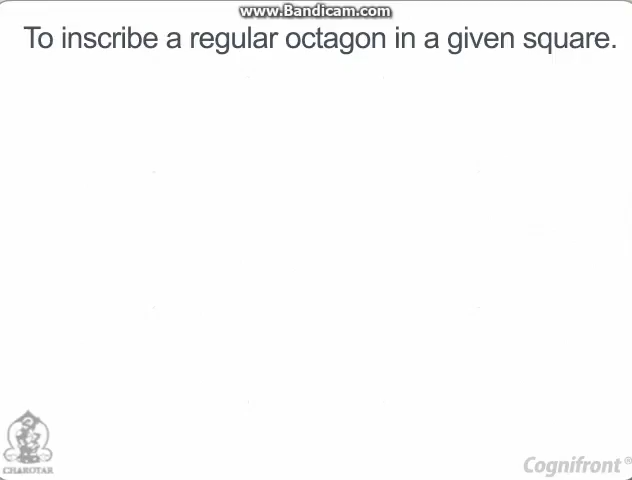 www.Bandicam.com
To inscribe a regular octagon in a given square.
CHAROTAR
Cognifront ®